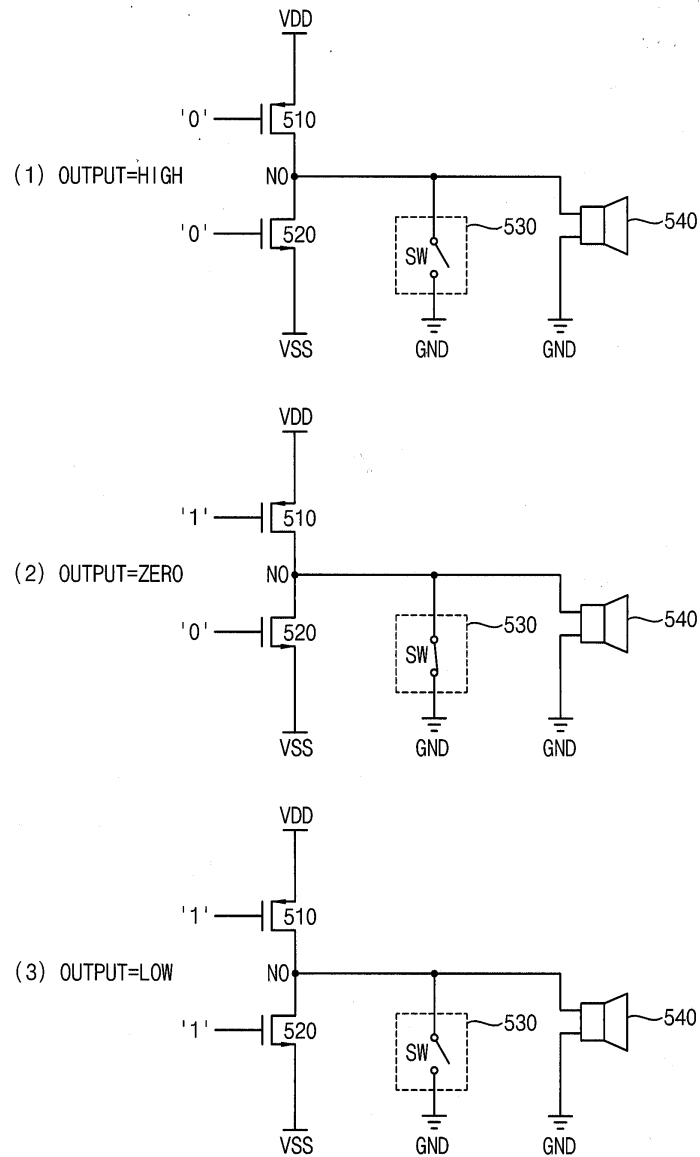 VDD
'0' 510
(1) OUTPUT=HIGH NO
530
540
'0' 520
SW
VSS GND GND
VDD
'1' 510
(2) OUTPUT=ZERO NO
530
540
'0' 520
SW
VSS GND GND
VDD
'1' 510
(3) OUTPUT=LOW NO
530
540
'1' 520
SW
VSS GND GND